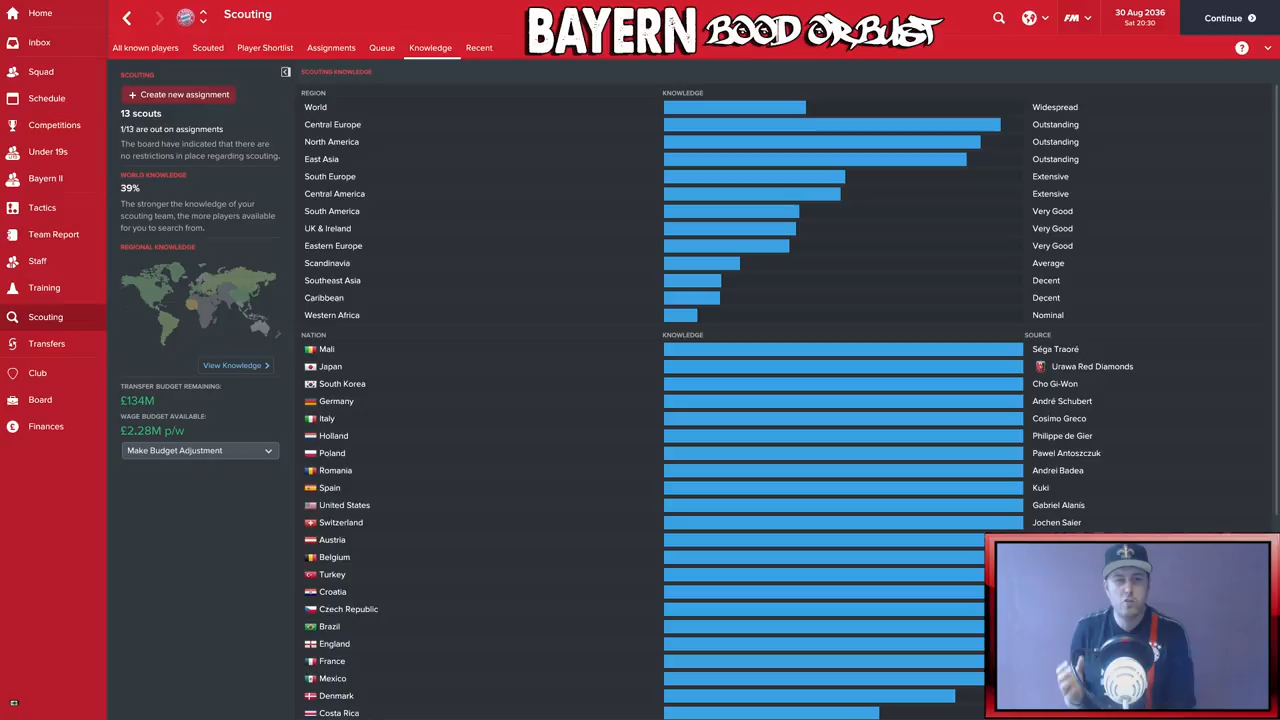 Home
Inbox
Squad
Schedule
Competitions
Under 19s
Bayern II
Tactics
Team Report
Staff
Training
Scouting
Transfers
Club
Board
Finances
Scouting
BAYERN BOOD OR BUST
FM
30 Aug 2036
Sat 20:30
Continue
All known players Scouted Player Shortlist Assignments Queue Knowledge Recent
?
SCOUTING
+ Create new assignment
13 scouts
1/13 are out on assignments
The board have indicated that there
are no restrictions in place regarding scouting.
WORLD KNOWLEDGE
39%
The stronger the knowledge of your
scouting team, the more players available
for you to search from.
REGIONAL KNOWLEDGE
View Knowledge
TRANSFER BUDGET REMAINING:
£134M
WAGE BUDGET AVAILABLE:
£2.28M p/w
Make Budget Adjustment
SCOUTING KNOWLEDGE
REGION KNOWLEDGE
World Widespread
Central Europe Outstanding
North America Outstanding
East Asia Outstanding
South Europe Extensive
Central America Extensive
South America Very Good
UK & Ireland Very Good
Eastern Europe Very Good
Scandinavia Average
Southeast Asia Decent
Caribbean Decent
Western Africa Nominal
NATION KNOWLEDGE SOURCE
Mali Séga Traoré
Japan Urawa Red Diamonds
South Korea Cho Gi-Won
Germany André Schubert
Italy Cosimo Greco
Holland Philippe de Gier
Poland Pawel Antoszczuk
Romania Andrei Badea
Spain Kuki
United States Gabriel Alanís
Switzerland Jochen Saier
Austria
Belgium
Turkey
Croatia
Czech Republic
Brazil
England
France
Mexico
Denmark
Costa Rica